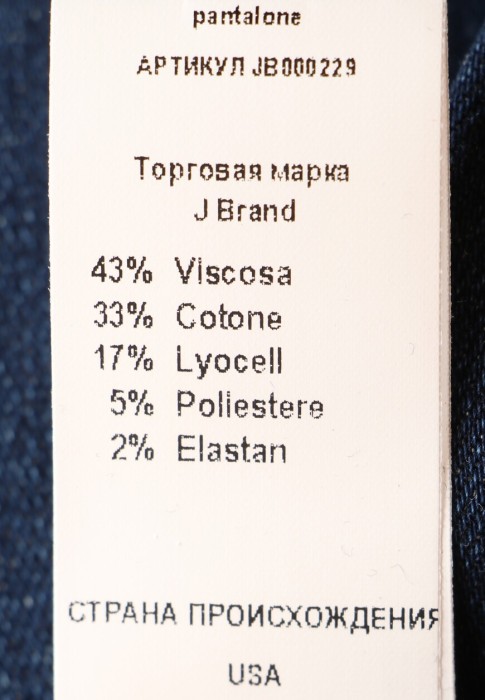 pantalone
АРТИКУЛ JB000229
Торговая марка
J Brand
43% Viscosa
33% Cotone
17% Lyocell
5% Poliestere
2% Elastan
СТРАНА ПРОИСХОЖДЕНИЯ
USA